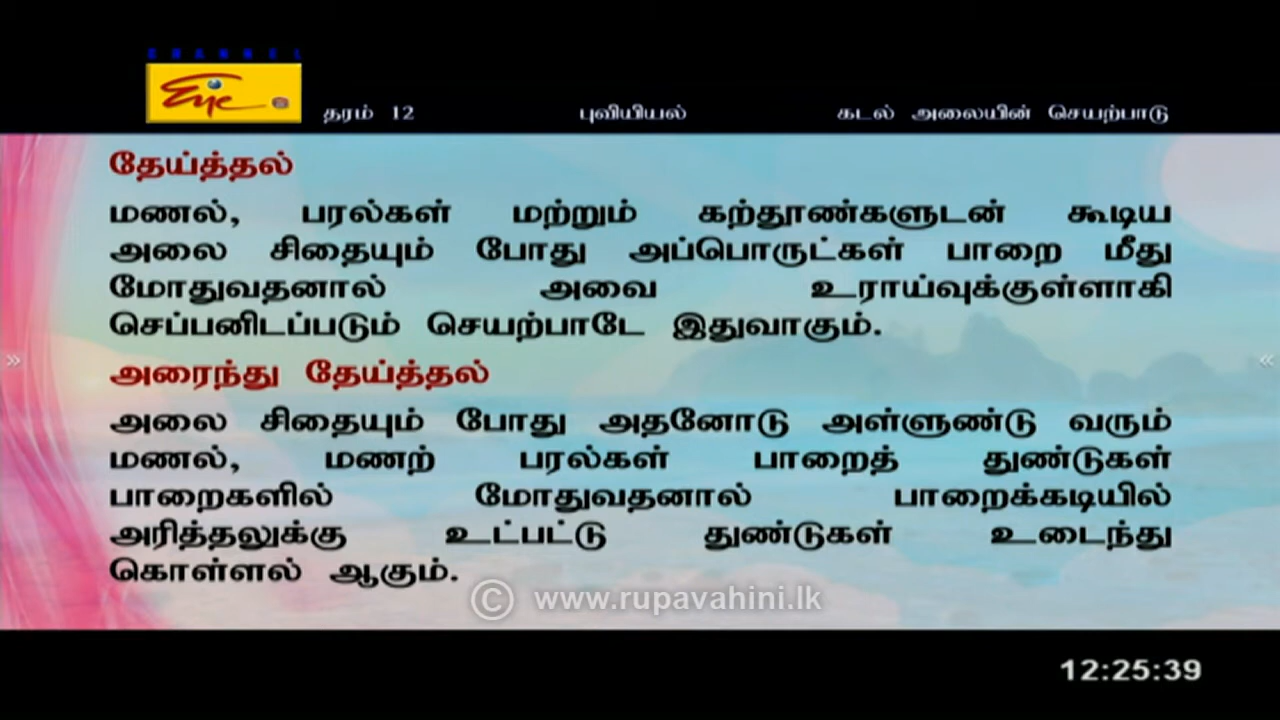 CHANNEL
Eye
தரம் 12 புவியியல் கடல் அலையின் செயற்பாடு
தேய்த்தல்
மணல், பரல்கள் மற்றும் கற்தூண்களுடன் கூடிய
அலை சிதையும் போது அப்பொருட்கள் பாறை மீது
மோதுவதனால் அவை உராய்வுக்குள்ளாகி
செப்பனிடப்படும் செயற்பாடே இதுவாகும்.
அரைந்து தேய்த்தல்
அலை சிதையும் போது அதனோடு அள்ளுண்டு வரும்
மணல், மணற் பரல்கள் பாறைத் துண்டுகள்
பாறைகளில் மோதுவதனால் பாறைக்கடியில்
அரித்தலுக்கு உட்பட்டு துண்டுகள் உடைந்து
கொள்ளல் ஆகும்.
© www.rupavahini.lk
12:25:39